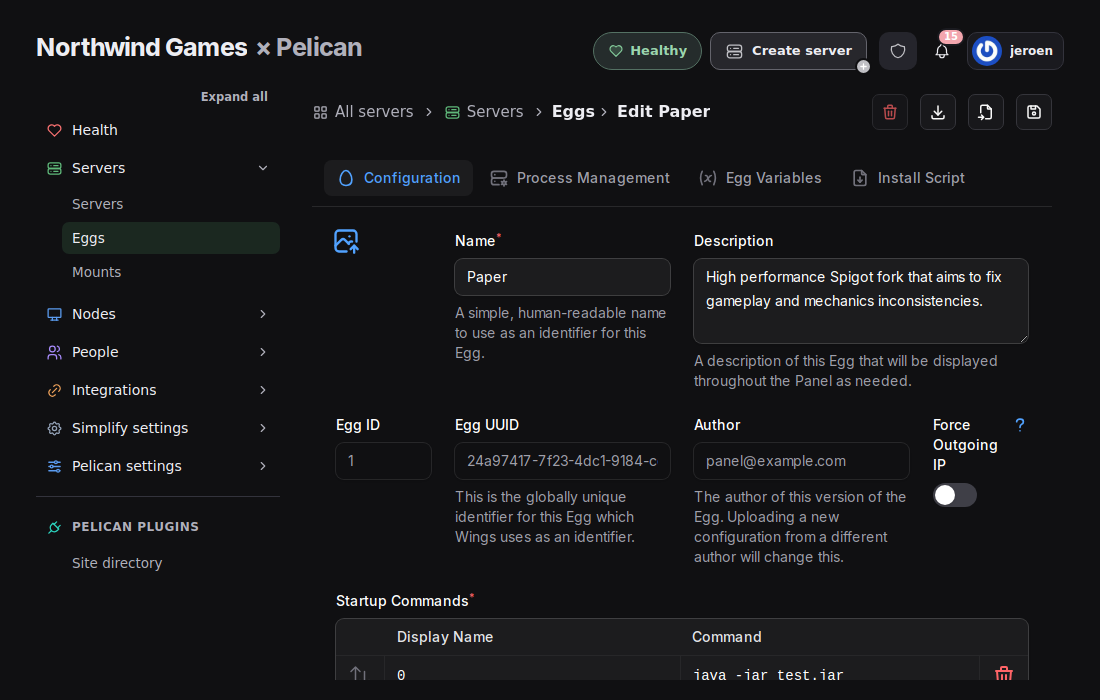 Northwind Games × Pelican
Healthy
Create server
15
jeroen
Expand all
Health
Servers
Servers
Eggs
Mounts
Nodes
People
Integrations
Simplify settings
Pelican settings
PELICAN PLUGINS
Site directory
All servers > Servers > Eggs > Edit Paper
Configuration
Process Management
Egg Variables
Install Script
Name*
Paper
A simple, human-readable name
to use as an identifier for this
Egg.
Description
High performance Spigot fork that aims to fix
gameplay and mechanics inconsistencies.
A description of this Egg that will be displayed
throughout the Panel as needed.
Egg ID
1
Egg UUID
24a97417-7f23-4dc1-9184-c
This is the globally unique
identifier for this Egg which
Wings uses as an identifier.
Author
panel@example.com
The author of this version of the
Egg. Uploading a new
configuration from a different
author will change this.
Force
Outgoing
IP
?
Startup Commands*
Display Name
Command
0
java -jar test.jar